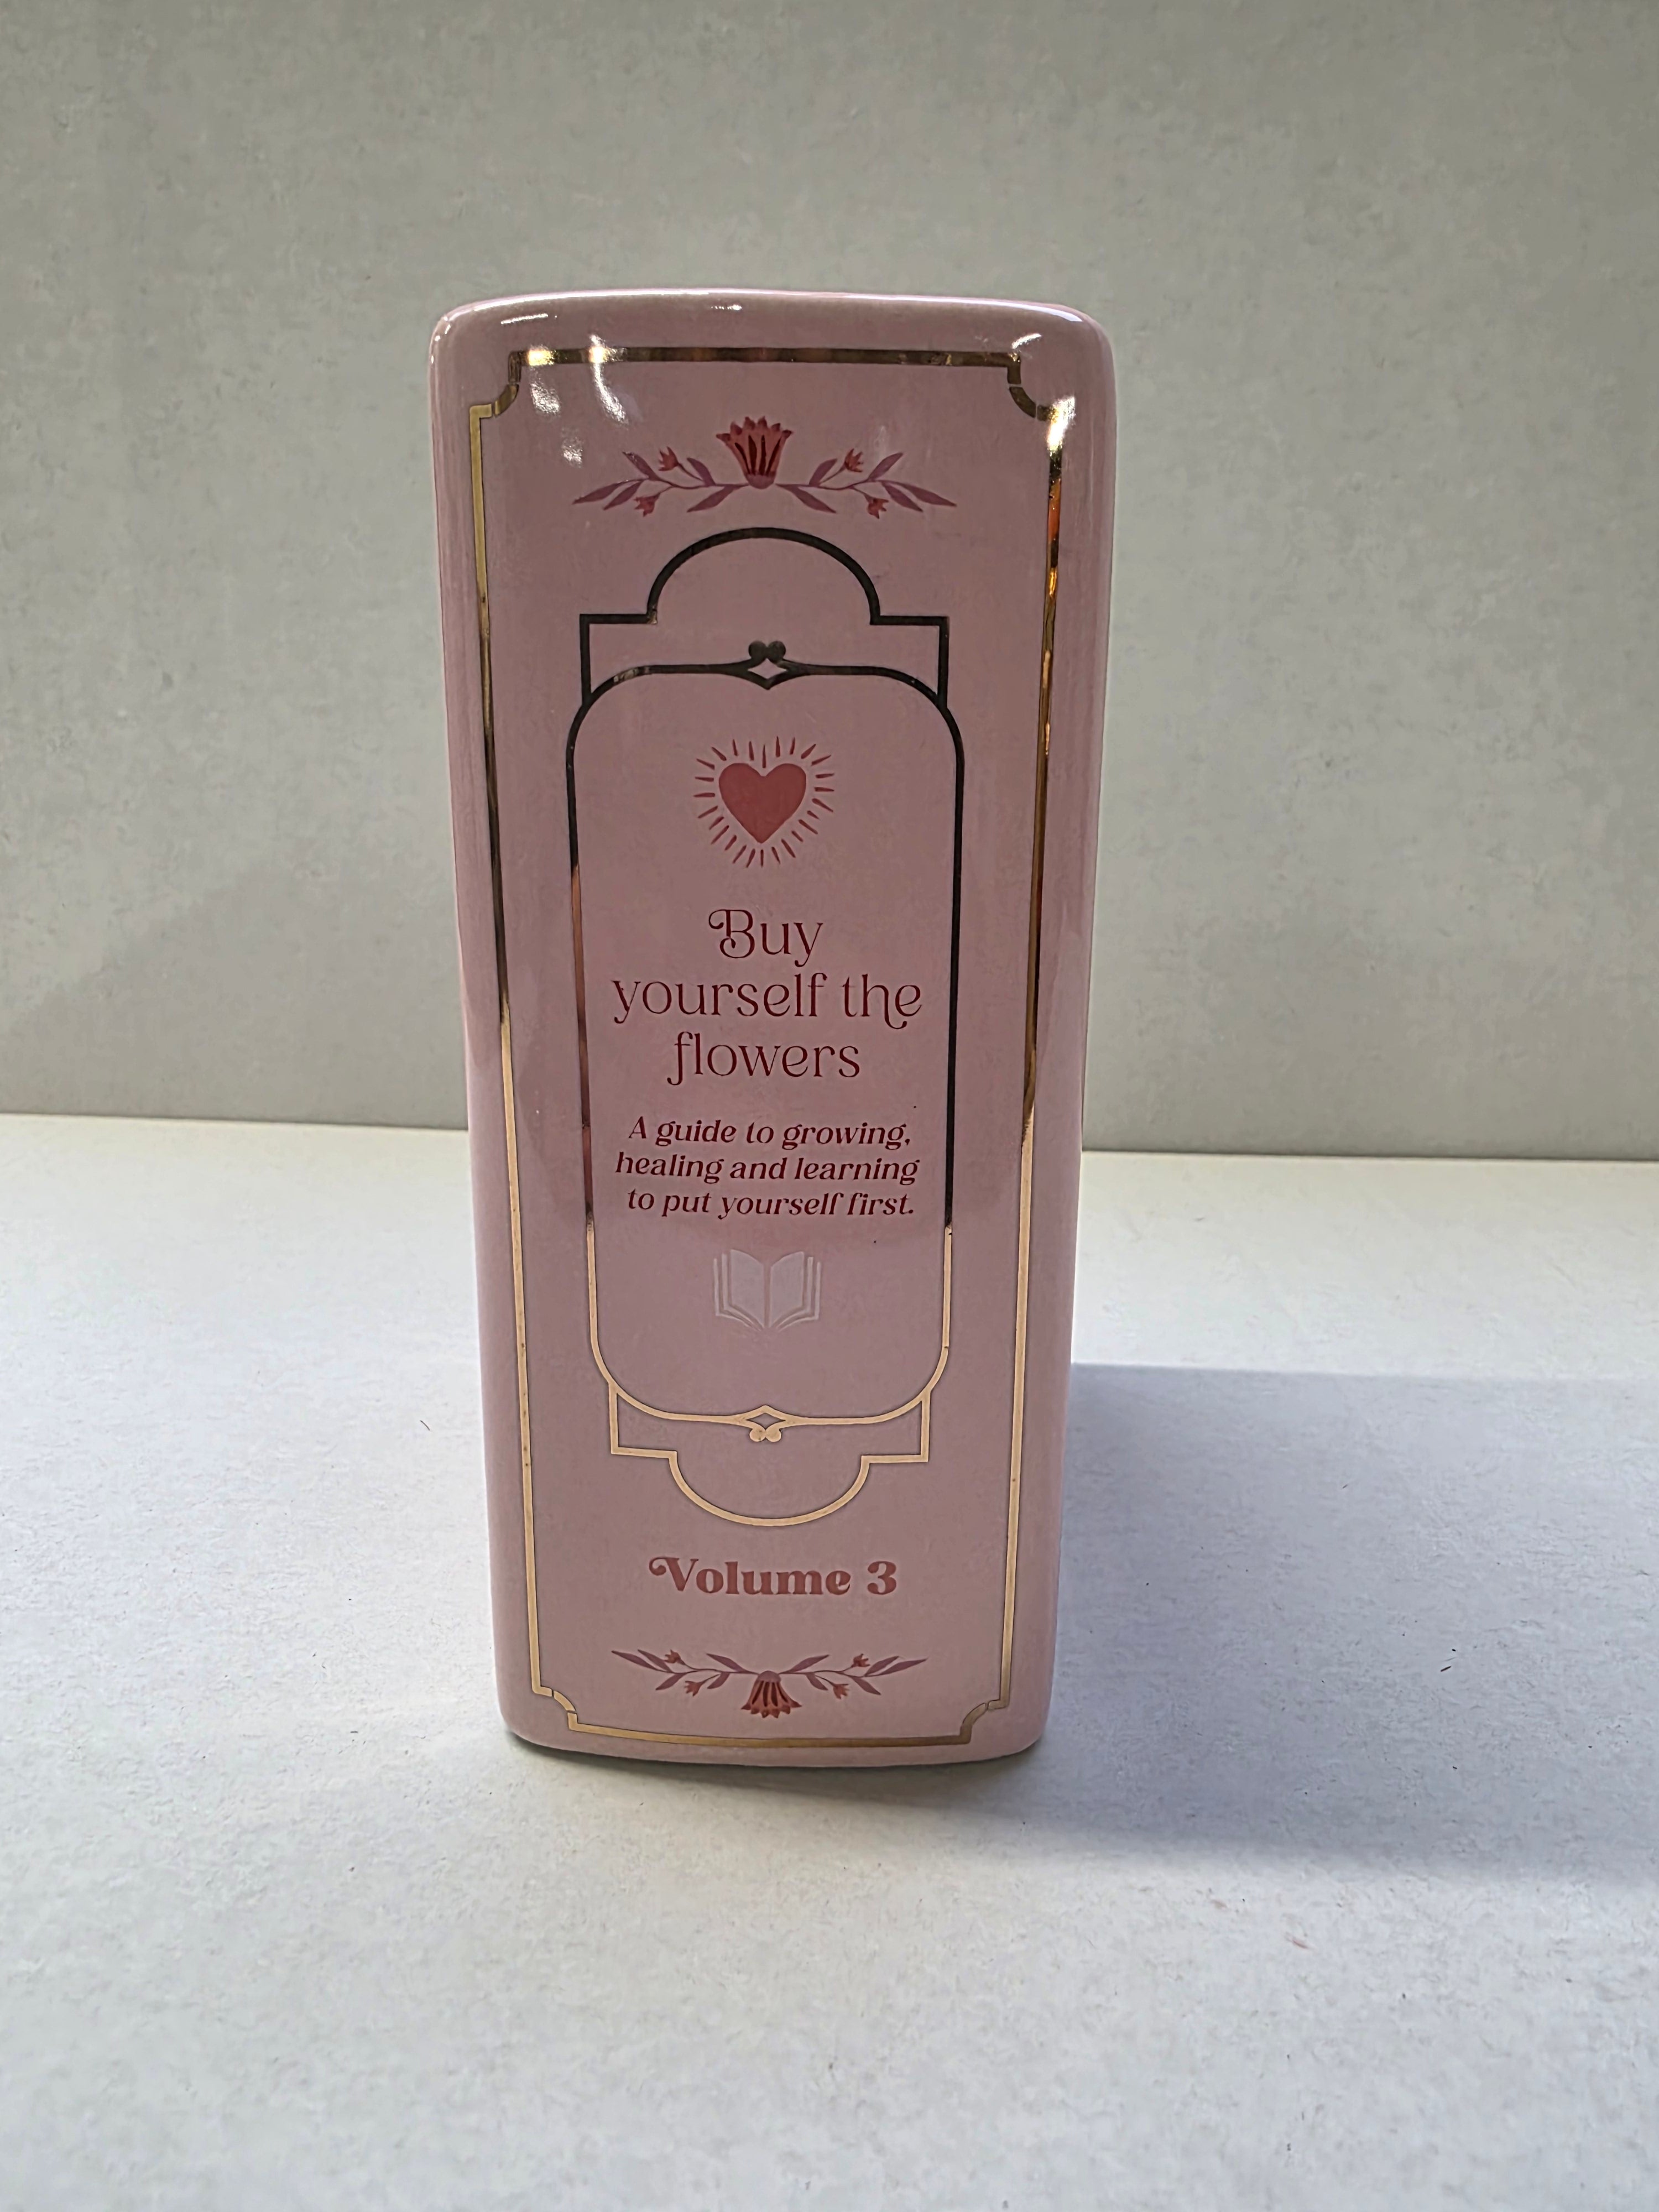 Buy
yourself the
flowers
A guide to growing,
healing and learning
to put yourself first.
Volume 3